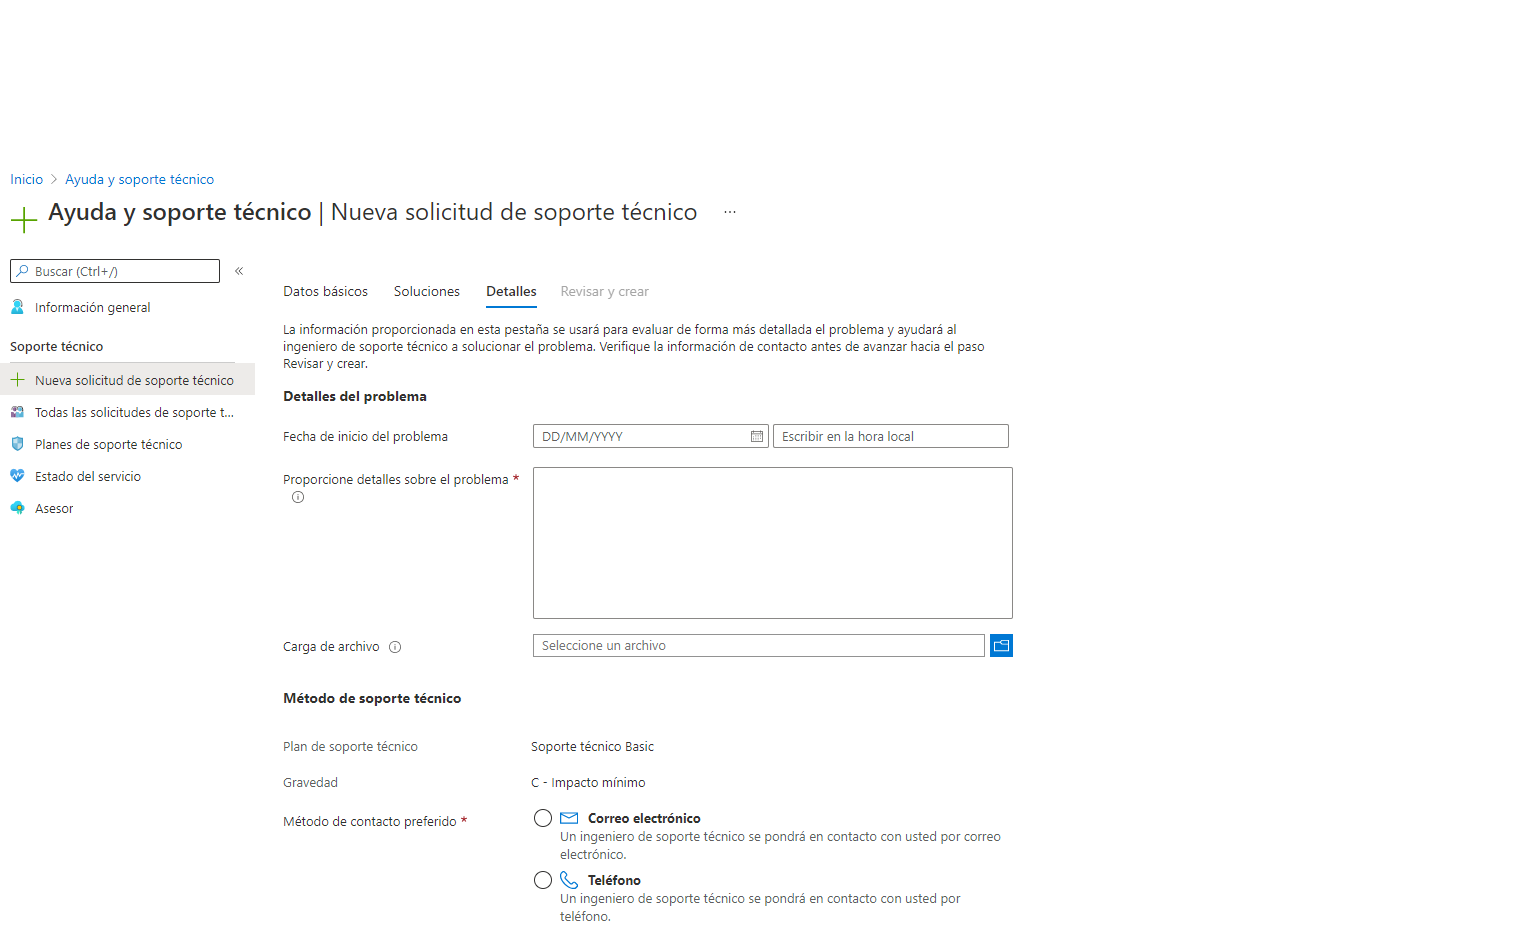 Inicio > Ayuda y soporte técnico
Ayuda y soporte técnico | Nueva solicitud de soporte técnico ...
Buscar (Ctrl+/) «
Información general
Soporte técnico
Nueva solicitud de soporte técnico
Todas las solicitudes de soporte t...
Planes de soporte técnico
Estado del servicio
Asesor
Datos básicos Soluciones Detalles Revisar y crear
La información proporcionada en esta pestaña se usará para evaluar de forma más detallada el problema y ayudará al
ingeniero de soporte técnico a solucionar el problema. Verifique la información de contacto antes de avanzar hacia el paso
Revisar y crear.
Detalles del problema
Fecha de inicio del problema DD/MM/YYYY Escribir en la hora local
Proporcione detalles sobre el problema *
Carga de archivo Seleccione un archivo
Método de soporte técnico
Plan de soporte técnico Soporte técnico Basic
Gravedad C - Impacto mínimo
Método de contacto preferido * Correo electrónico
Un ingeniero de soporte técnico se pondrá en contacto con usted por correo
electrónico.
Teléfono
Un ingeniero de soporte técnico se pondrá en contacto con usted por
teléfono.